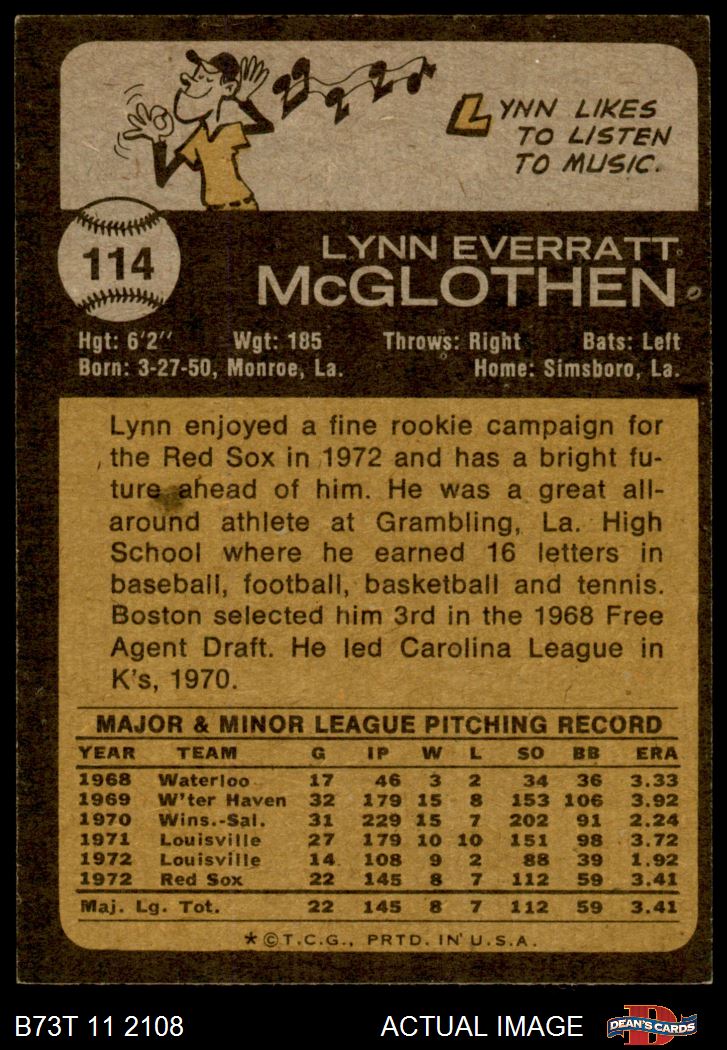 LYNN LIKES
TO LISTEN
TO MUSIC.
114
LYNN EVERRATT
McGLOTHEN
Hgt: 6'2" Wgt: 185 Throws: Right Bats: Left
Born: 3-27-50, Monroe, La. Home: Simsboro, La.
Lynn enjoyed a fine rookie campaign for
the Red Sox in 1972 and has a bright fu-
ture ahead of him. He was a great all-
around athlete at Grambling, La. High
School where he earned 16 letters in
baseball, football, basketball and tennis.
Boston selected him 3rd in the 1968 Free
Agent Draft. He led Carolina League in
K's, 1970.
MAJOR & MINOR LEAGUE PITCHING RECORD
YEAR TEAM G IP W L SO BB ERA
1968 Waterloo 17 46 3 2 34 36 3.33
1969 W'ter Haven 32 179 15 8 153 106 3.92
1970 Wins.-Sal. 31 229 15 7 202 91 2.24
1971 Louisville 27 179 10 10 151 98 3.72
1972 Louisville 14 108 9 2 88 39 1.92
1972 Red Sox 22 145 8 7 112 59 3.41
Maj. Lg. Tot. 22 145 8 7 112 59 3.41
*©T.C.G., PRTD. IN U.S.A.
B73T 11 2108 ACTUAL IMAGE D DEAN'S CARDS